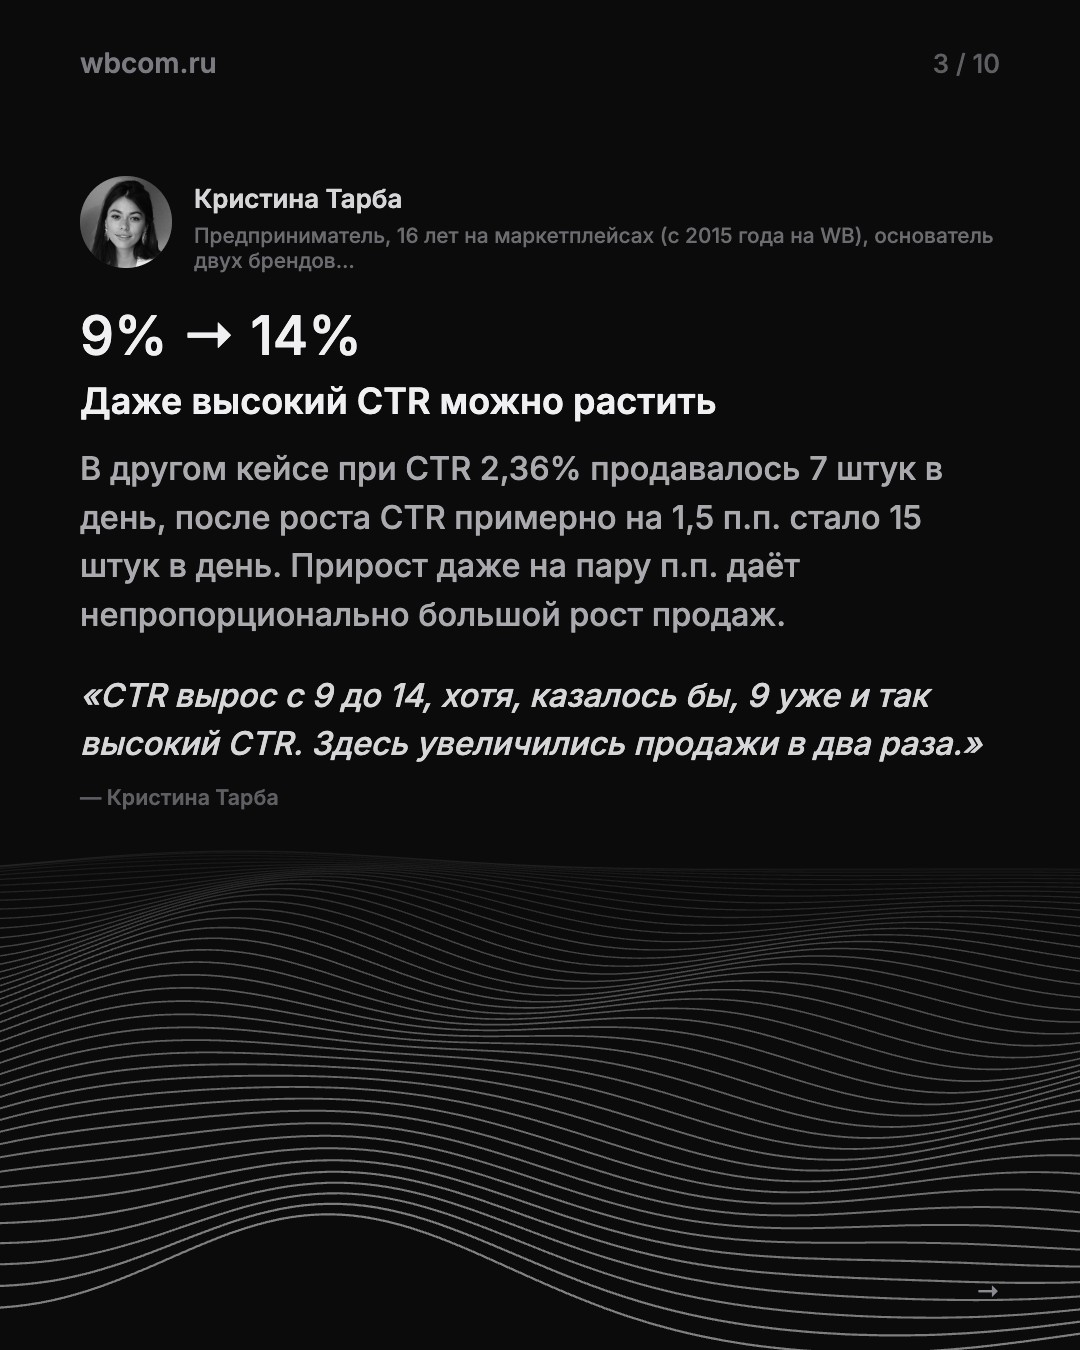 wbcom.ru
3 / 10
Кристина Тарба
Предприниматель, 16 лет на маркетплейсах (с 2015 года на WB), основатель
двух брендов...
9% → 14%
Даже высокий CTR можно растить
В другом кейсе при CTR 2,36% продавалось 7 штук в
день, после роста CTR примерно на 1,5 п.п. стало 15
штук в день. Прирост даже на пару п.п. даёт
непропорционально большой рост продаж.
«CTR вырос с 9 до 14, хотя, казалось бы, 9 уже и так
высокий CTR. Здесь увеличились продажи в два раза.»
— Кристина Тарба
→